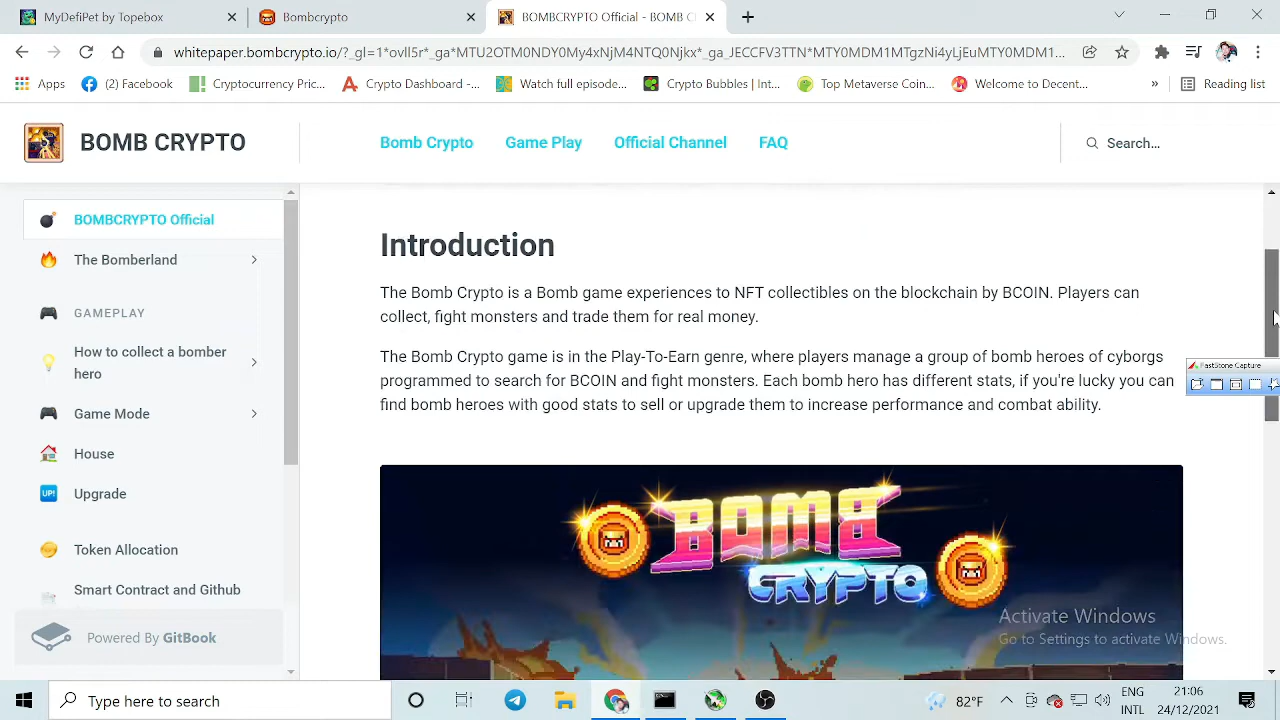 MyDefiPet by Topebox
Bombcrypto
BOMBCRYPTO Official - BOMB C
whitepaper.bombcrypto.io/?_gl=1*ovll5r*_ga*MTU2OTM0NDY0My4xNjM4NTQ0Njkx*_ga_JECCFV3TTN*MTY0MDM1MTgzNi4yLjEuMTY0MDM1...
Apps
(2) Facebook
Cryptocurrency Pric...
Crypto Dashboard -...
Watch full episode...
Crypto Bubbles | Int...
Top Metaverse Coin...
Welcome to Decent...
»
Reading list
BOMB CRYPTO
Bomb Crypto
Game Play
Official Channel
FAQ
Search...
BOMBCRYPTO Official
The Bomberland
GAMEPLAY
How to collect a bomber
hero
Game Mode
House
UP!
Upgrade
Token Allocation
Smart Contract and Github
Powered By GitBook
Introduction
The Bomb Crypto is a Bomb game experiences to NFT collectibles on the blockchain by BCOIN. Players can
collect, fight monsters and trade them for real money.
The Bomb Crypto game is in the Play-To-Earn genre, where players manage a group of bomb heroes of cyborgs
programmed to search for BCOIN and fight monsters. Each bomb hero has different stats, if you're lucky you can
find bomb heroes with good stats to sell or upgrade them to increase performance and combat ability.
FastStone Capture
BOMB
CRYPTO
Activate Windows
Go to Settings to activate Windows.
Type here to search
82°F
ENG
INTL
21:06
24/12/2021